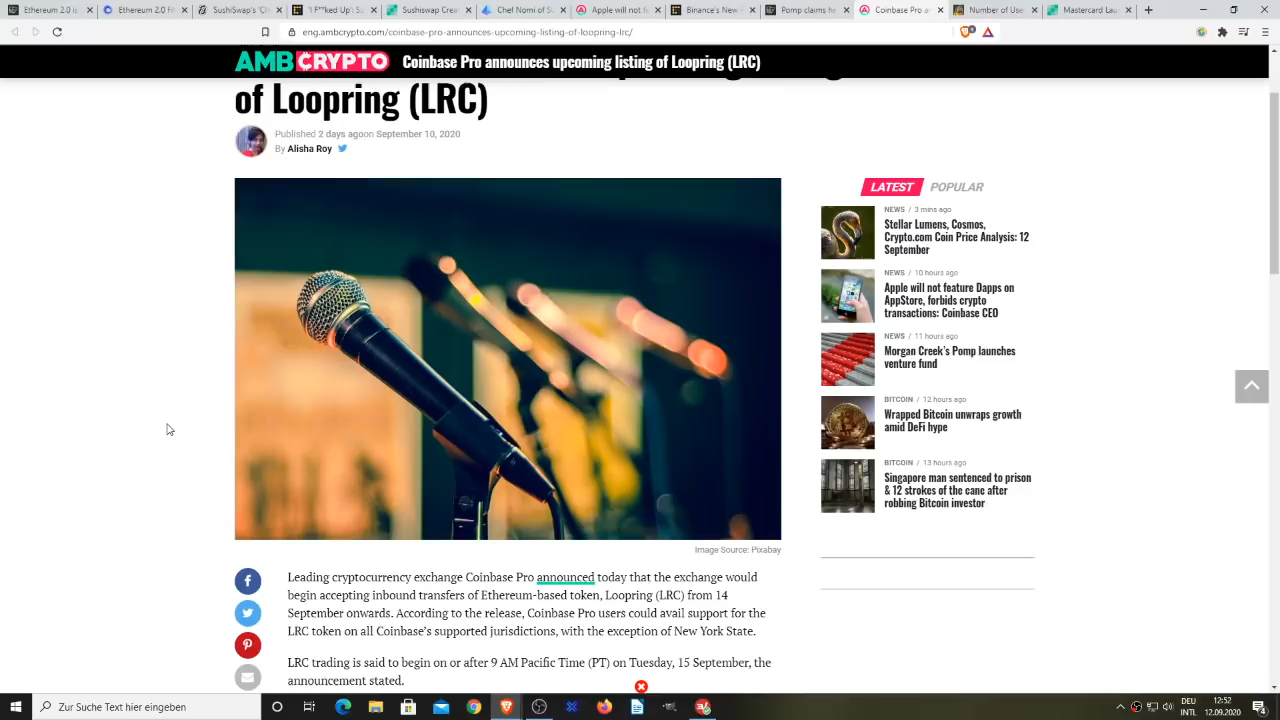 Ethereum 2.0 i
Ethereum 2.0 i
SushiSwap's Cr
SushiSwap Cre
Chef Nomi of S
Apple will not f
Binance's New
Pomp claims he
Coinbase Pro an
Number of Ste
Mastercard Lau
eng.ambcrypto.com/coinbase-pro-announces-upcoming-listing-of-loopring-lrc/
AMBCRYPTO Coinbase Pro announces upcoming listing of Loopring (LRC)
of Loopring (LRC)
Published 2 days agoon September 10, 2020
By Alisha Roy
LATEST POPULAR
NEWS / 3 mins ago
Stellar Lumens, Cosmos,
Crypto.com Coin Price Analysis: 12
September
NEWS / 10 hours ago
Apple will not feature Dapps on
AppStore, forbids crypto
transactions: Coinbase CEO
NEWS / 11 hours ago
Morgan Creek's Pomp launches
venture fund
BITCOIN / 12 hours ago
Wrapped Bitcoin unwraps growth
amid DeFi hype
BITCOIN / 13 hours ago
Singapore man sentenced to prison
& 12 strokes of the cane after
robbing Bitcoin investor
Image Source: Pixabay
Leading cryptocurrency exchange Coinbase Pro announced today that the exchange would
begin accepting inbound transfers of Ethereum-based token, Loopring (LRC) from 14
September onwards. According to the release, Coinbase Pro users could avail support for the
LRC token on all Coinbase's supported jurisdictions, with the exception of New York State.
LRC trading is said to begin on or after 9 AM Pacific Time (PT) on Tuesday, 15 September, the
announcement stated.
Zur Suche Text hier eingeben
DEU
INTL
12:52
12.09.2020